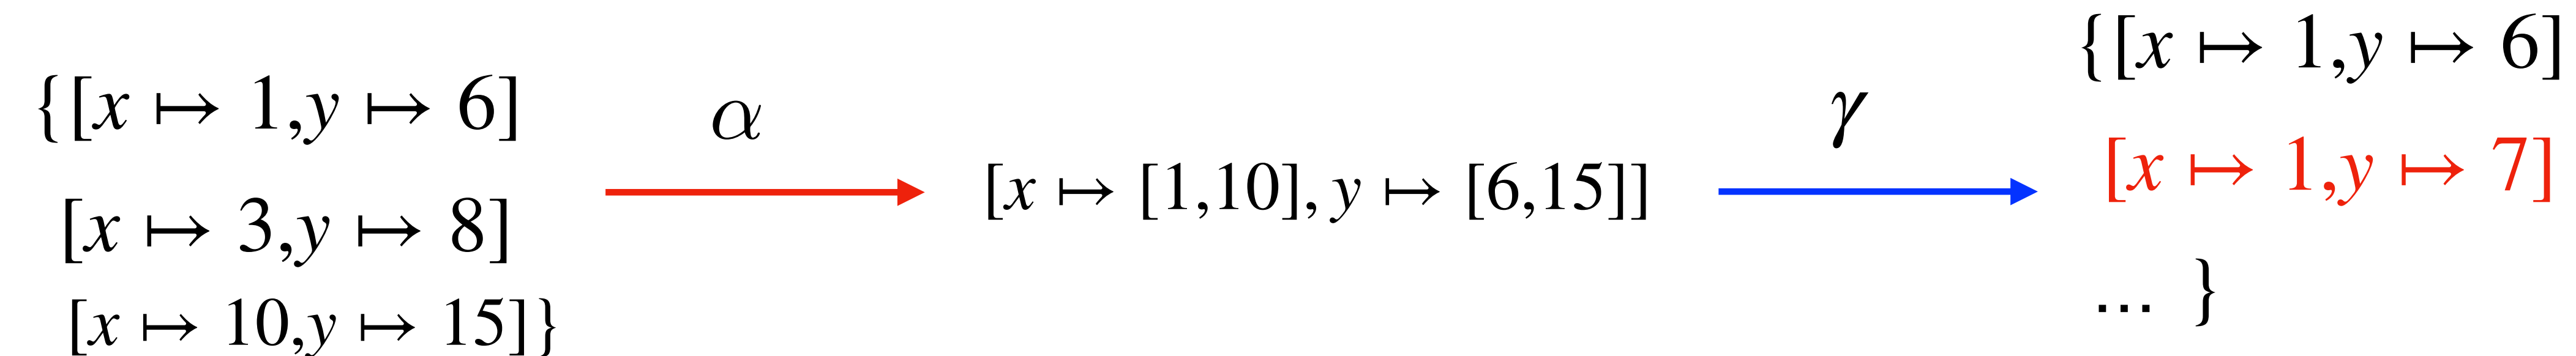 {[x ↦ 1,y ↦ 6]
[x ↦ 3,y ↦ 8]
[x ↦ 10,y ↦ 15]}
α
[x ↦ [1,10], y ↦ [6,15]]
γ
{[x ↦ 1,y ↦ 6]
[x ↦ 1,y ↦ 7]
... }